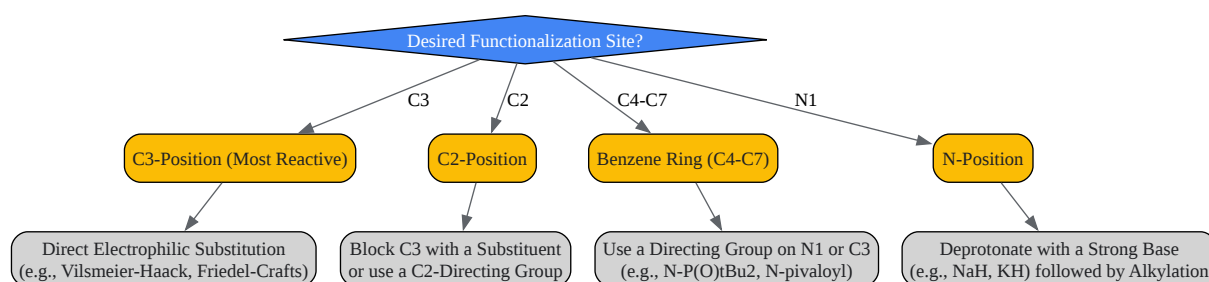 Desired Functionalization Site?
C3
C2
C4-C7
N1
C3-Position (Most Reactive)
C2-Position
Benzene Ring (C4-C7)
N-Position
Direct Electrophilic Substitution
(e.g., Vilsmeier-Haack, Friedel-Crafts)
Block C3 with a Substituent
or use a C2-Directing Group
Use a Directing Group on N1 or C3
(e.g., N-P(O)tBu2, N-pivaloyl)
Deprotonate with a Strong Base
(e.g., NaH, KH) followed by Alkylation